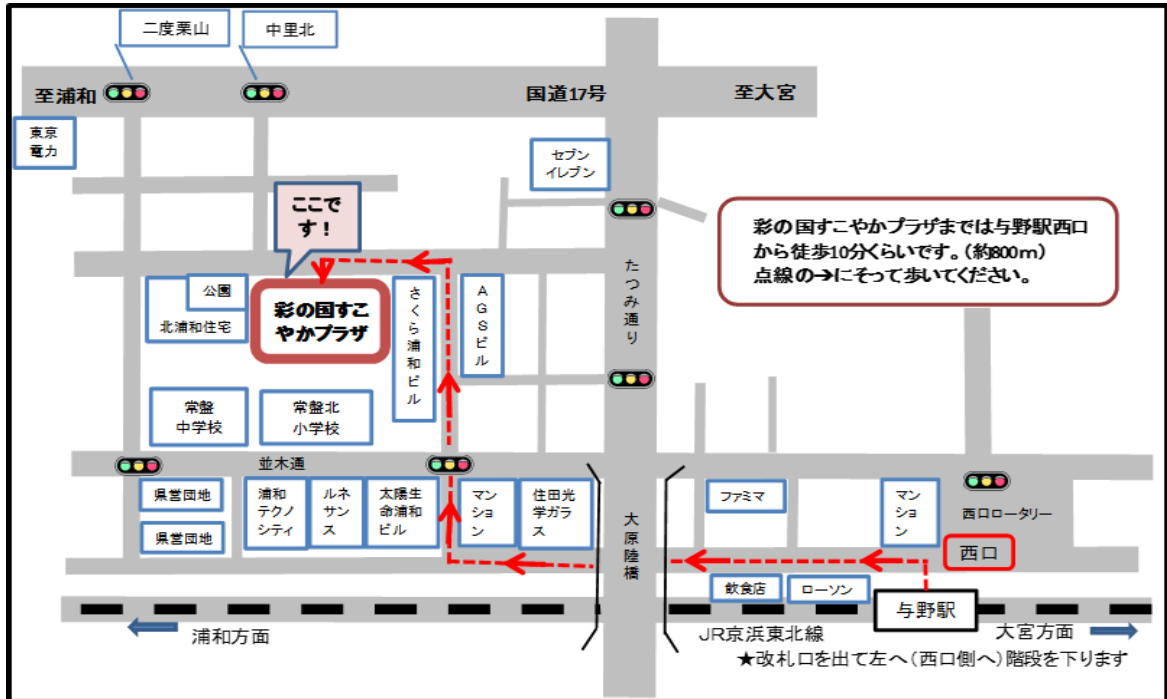 二度栗山
中里北
至浦和
国道17号
至大宮
東京
電力
セブン
イレブン
ここで
す！
彩の国すこやかプラザまでは与野駅西口
から徒歩10分くらいです。(約800ｍ)
点線の→にそって歩いてください。
たつみ通り
公園
北浦和住宅
彩の国すこ
やかプラザ
さくら浦和ビル
ＡＧＳビル
常盤
中学校
常盤北
小学校
並木通
県営団地
県営団地
浦和
テクノ
シティ
ルネ
サン
ス
太陽生
命浦和
ビル
マン
ション
住田光
学ガラ
ス
大原陸橋
ファミマ
マン
ション
西口ロータリー
西口
飲食店
ローソン
与野駅
浦和方面
JR京浜東北線
大宮方面
★改札口を出て左へ(西口側へ)階段を下ります